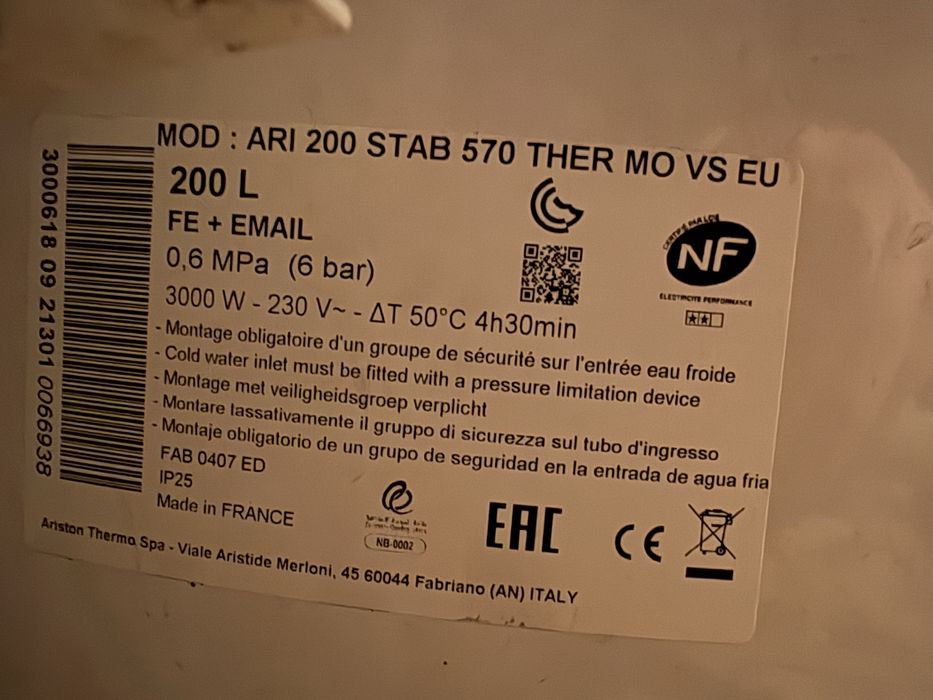 MOD : ARI 200 STAB 570 THER MO VS EU
200 L
FE + EMAIL
0,6 MPa (6 bar)
3000 W - 230 V~ - ΔT 50°C 4h30min
- Montage obligatoire d'un groupe de sécurité sur l'entrée eau froide
- Cold water inlet must be fitted with a pressure limitation device
- Montage met veiligheidsgroep verplicht
- Montare tassativamente il gruppo di sicurezza sul tubo d'ingresso
- Montaje obligatorio de un grupo de seguridad en la entrada de agua fria
FAB 0407 ED
IP25
Made in FRANCE
Ariston Thermo Spa - Viale Aristide Merloni, 45 60044 Fabriano (AN) ITALY
3000618 09 21301 0066938
CERTIFIÉ PAR LCIE
NF
ELECTRICITE PERFORMANCE
NB-0002
EAC
CE